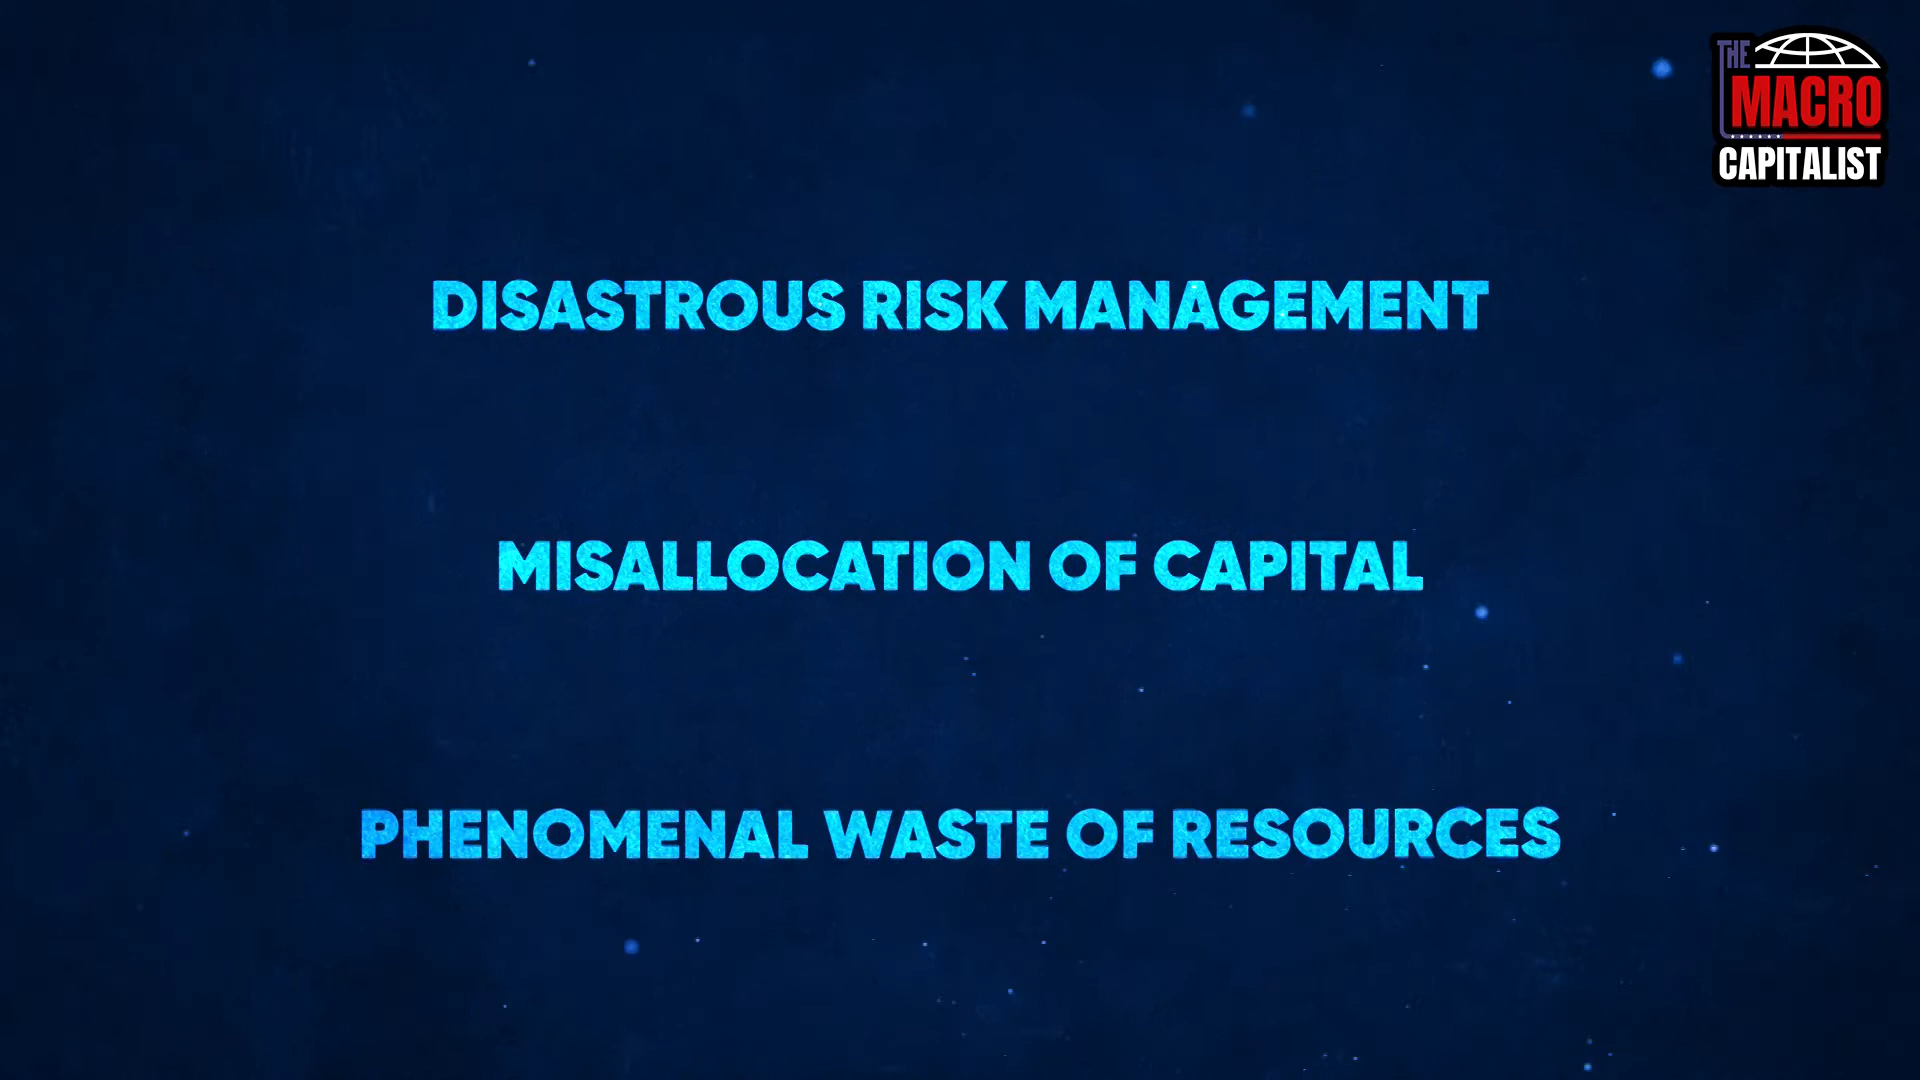 THE
MACRO
CAPITALIST
DISASTROUS RISK MANAGEMENT
MISALLOCATION OF CAPITAL
PHENOMENAL WASTE OF RESOURCES